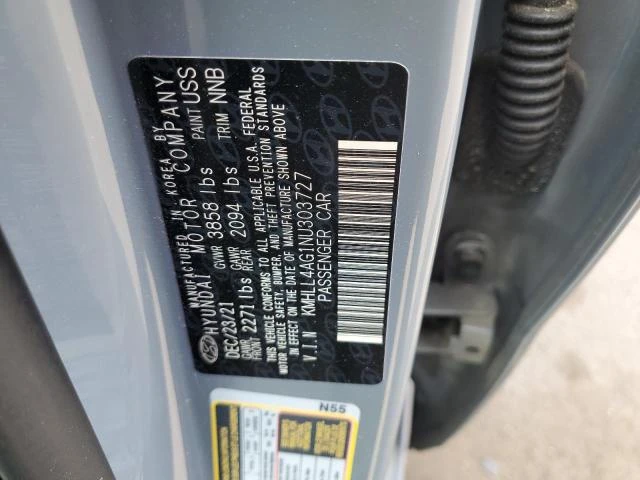 MANUFACTURED IN KOREA BY
HYUNDAI MOTOR COMPANY
DEC/23/21 GVWR 3858 lbs PAINT USS
GAWR FRONT 2271 lbs GAWR REAR 2094 lbs TRIM NNB
THIS VEHICLE CONFORMS TO ALL APPLICABLE U.S.A. FEDERAL
MOTOR VEHICLE SAFETY, BUMPER, AND THEFT PREVENTION STANDARDS
IN EFFECT ON THE DATE OF MANUFACTURE SHOWN ABOVE
V I N KMHLL4AG1NU303727
PASSENGER CAR
N55